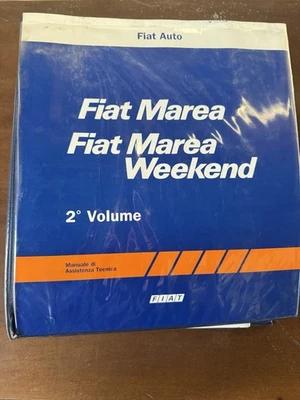 Fiat Auto
Fiat Marea
Fiat Marea
Weekend
2° Volume
Manuale di
Assistenza Tecnica
FIAT